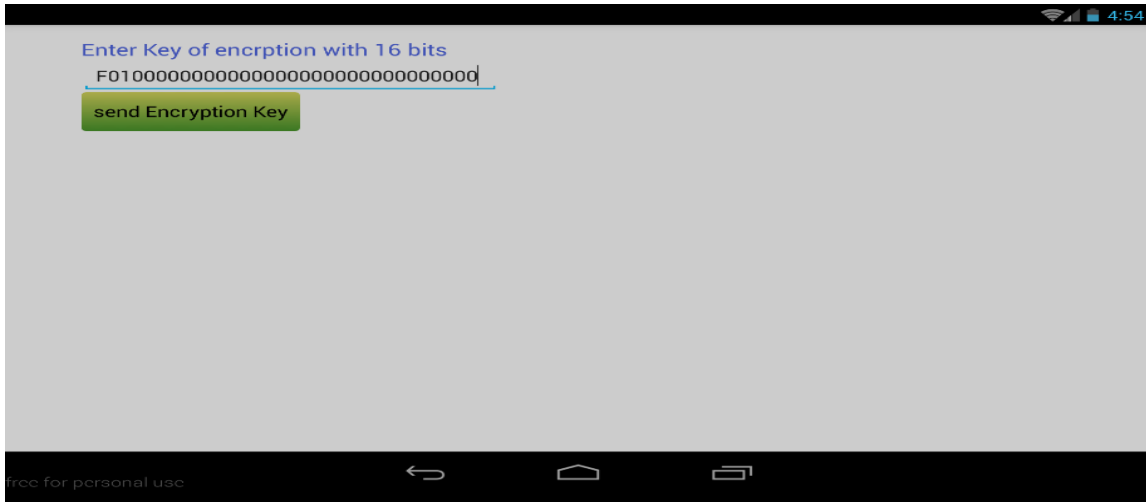 4:54
Enter Key of encrption with 16 bits
F0100000000000000000000000000000
send Encryption Key
free for personal use